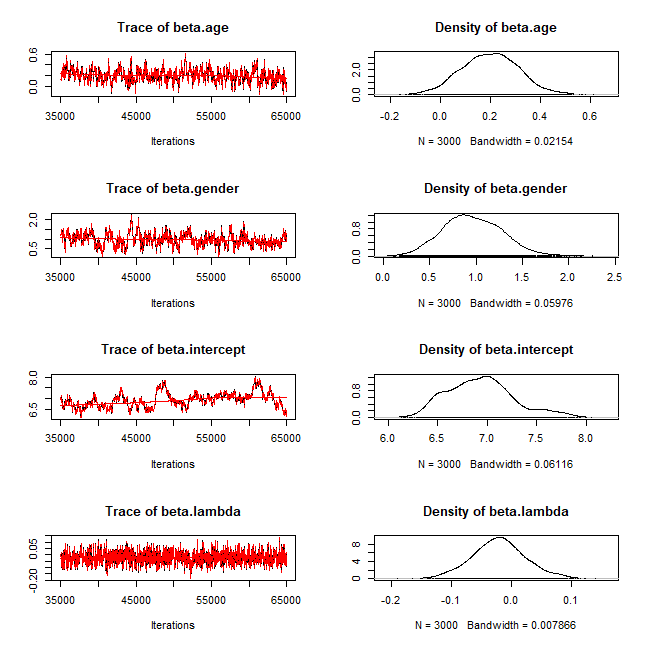 Trace of beta.age
0.0
0.6
35000 45000 55000 65000
Iterations
Density of beta.age
0.0
2.0
-0.2 0.0 0.2 0.4 0.6
N = 3000 Bandwidth = 0.02154
Trace of beta.gender
0.5
2.0
35000 45000 55000 65000
Iterations
Density of beta.gender
0.0
0.8
0.0 0.5 1.0 1.5 2.0 2.5
N = 3000 Bandwidth = 0.05976
Trace of beta.intercept
6.5
8.0
35000 45000 55000 65000
Iterations
Density of beta.intercept
0.0
0.8
6.0 6.5 7.0 7.5 8.0
N = 3000 Bandwidth = 0.06116
Trace of beta.lambda
-0.20
0.05
35000 45000 55000 65000
Iterations
Density of beta.lambda
0
4
8
-0.2 -0.1 0.0 0.1
N = 3000 Bandwidth = 0.007866